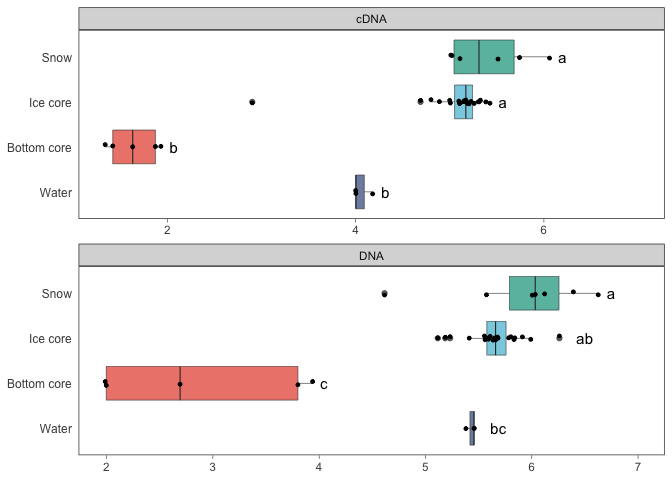 cDNA
Snow a
Ice core a
Bottom core b
Water b
2 4 6
DNA
Snow a
Ice core ab
Bottom core c
Water bc
2 3 4 5 6 7